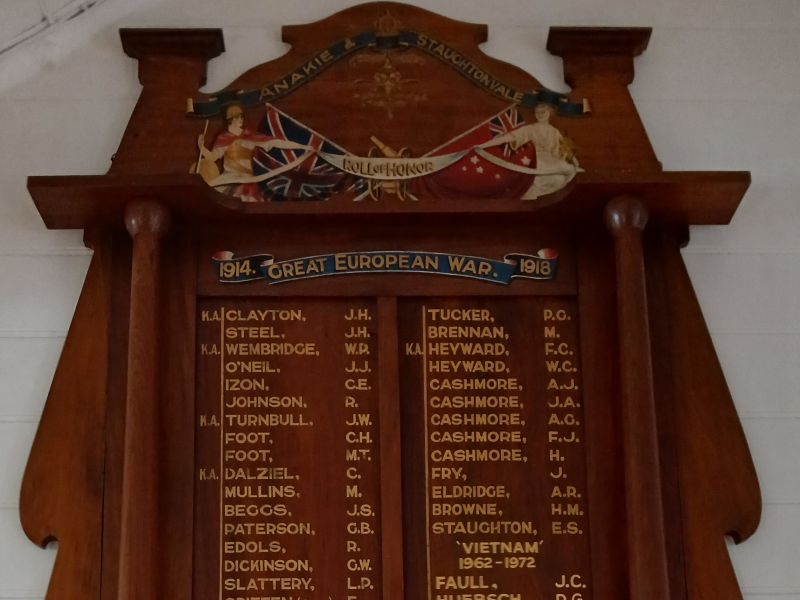 ANAKIE & STAUGHTONVALE
ROLL OF HONOR
1914. GREAT EUROPEAN WAR. 1918
K.A. CLAYTON, J.H.
STEEL, J.H.
K.A. WEMBRIDGE, W.P.
O'NEIL, J.J.
IZON, C.E.
JOHNSON, R.
K.A. TURNBULL, J.W.
FOOT, C.H.
FOOT, M.T.
K.A. DALZIEL, C.
MULLINS, M.
BEGGS, J.S.
PATERSON, G.B.
EDOLS, R.
DICKINSON, G.W.
SLATTERY, L.P.
TUCKER, P.G.
BRENNAN, M.
K.A. HEYWARD, F.C.
HEYWARD, W.C.
CASHMORE, A.J.
CASHMORE, J.A.
CASHMORE, A.G.
CASHMORE, F.J.
CASHMORE, H.
FRY, J.
ELDRIDGE, A.R.
BROWNE, H.M.
STAUGHTON, E.S.
'VIETNAM'
1962-1972
FAULL, J.C.
HUEBSCH, D.G.